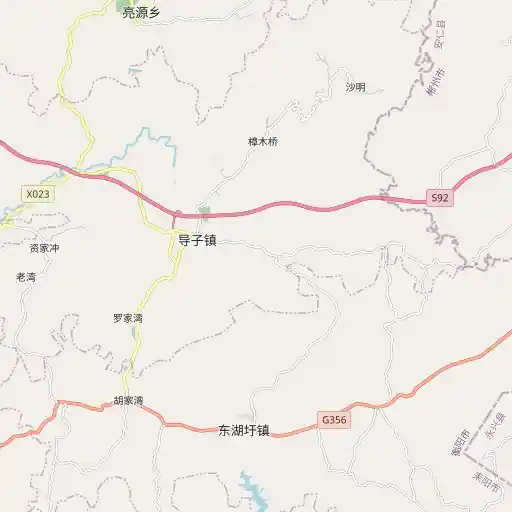 亮源乡
安仁县
郴州市
沙明
樟木桥
X023
S92
导子镇
资家冲
老湾
罗家湾
胡家湾
G356
东湖圩镇
衡阳市
永兴县
耒阳市